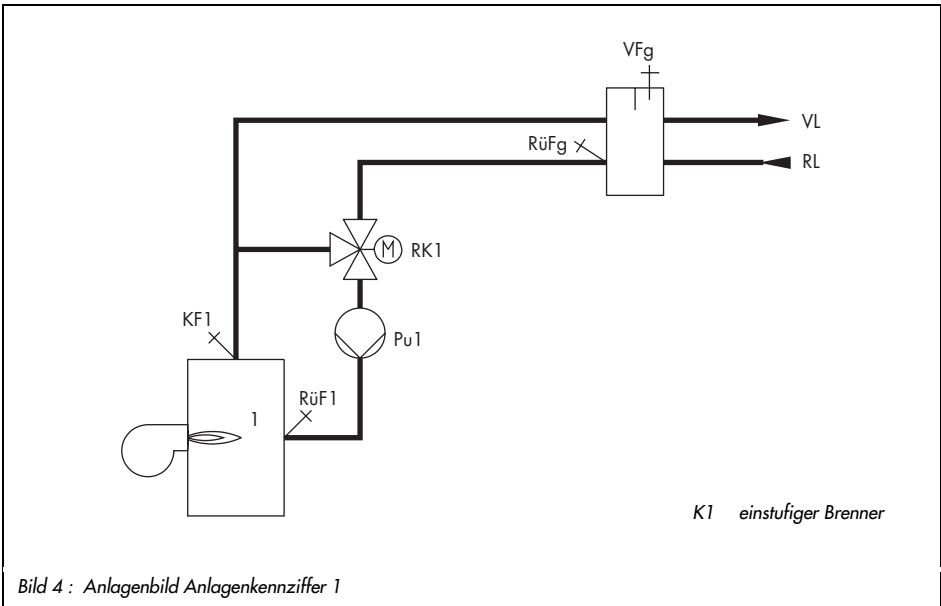 VFg
VL
RüFg
RL
M
RK1
KF1
Pu1
RüF1
1
K1 einstufiger Brenner
Bild 4 : Anlagenbild Anlagenkennziffer 1